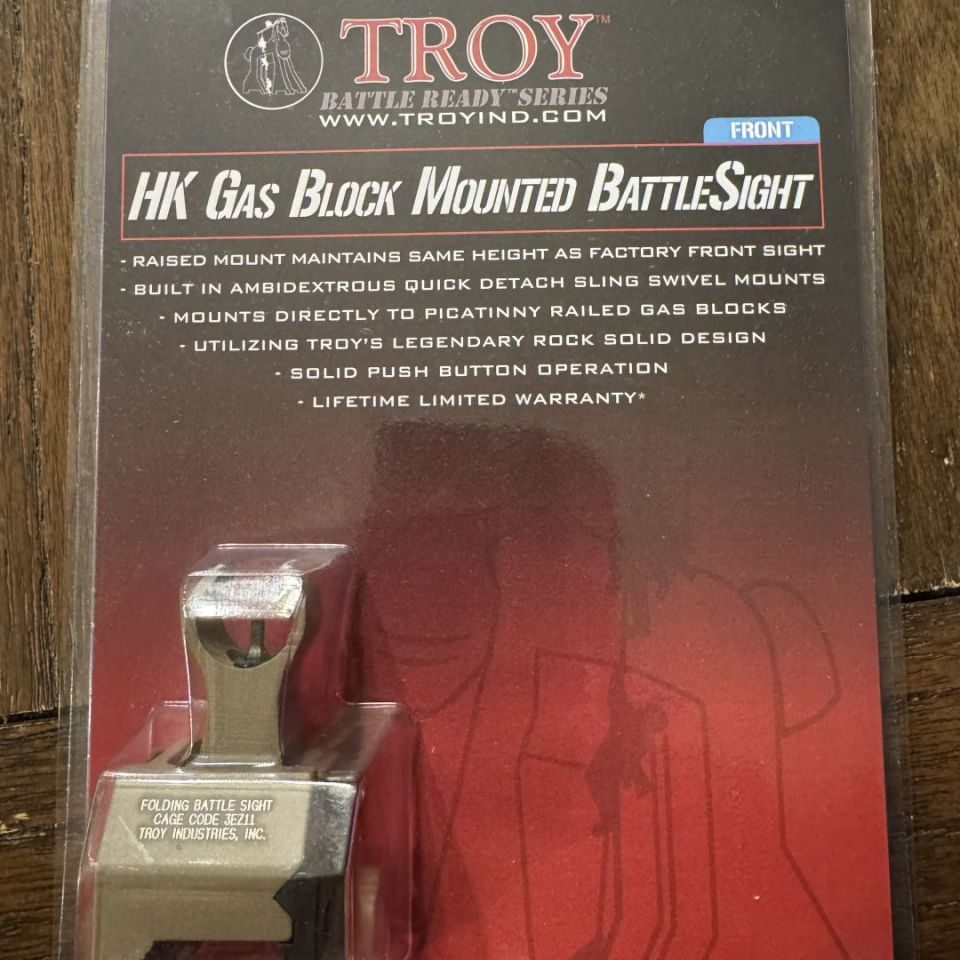 TROY™
BATTLE READY™ SERIES
WWW.TROYIND.COM
FRONT
HK GAS BLOCK MOUNTED BATTLESIGHT
- RAISED MOUNT MAINTAINS SAME HEIGHT AS FACTORY FRONT SIGHT
- BUILT IN AMBIDEXTROUS QUICK DETACH SLING SWIVEL MOUNTS
- MOUNTS DIRECTLY TO PICATINNY RAILED GAS BLOCKS
- UTILIZING TROY'S LEGENDARY ROCK SOLID DESIGN
- SOLID PUSH BUTTON OPERATION
- LIFETIME LIMITED WARRANTY*
FOLDING BATTLE SIGHT
CAGE CODE 3EZ11
TROY INDUSTRIES, INC.